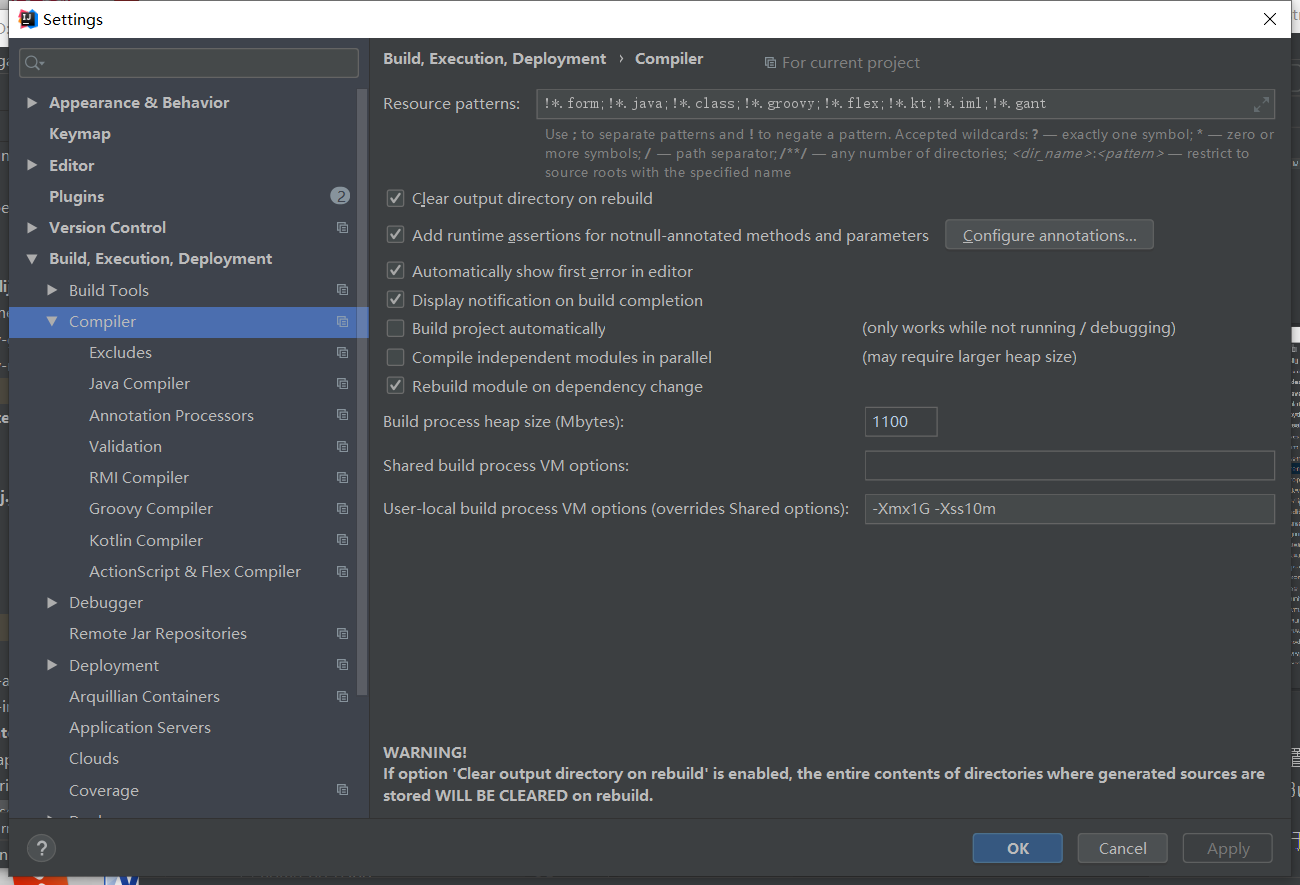 Settings
Appearance & Behavior
Keymap
Editor
Plugins 2
Version Control
Build, Execution, Deployment
Build Tools
Compiler
Excludes
Java Compiler
Annotation Processors
Validation
RMI Compiler
Groovy Compiler
Kotlin Compiler
ActionScript & Flex Compiler
Debugger
Remote Jar Repositories
Deployment
Arquillian Containers
Application Servers
Clouds
Coverage
Build, Execution, Deployment › Compiler For current project
Resource patterns: !*.form;!*.java;!*.class;!*.groovy;!*.flex;!*.kt;!*.iml;!*.gant
Use ; to separate patterns and ! to negate a pattern. Accepted wildcards: ? — exactly one symbol; * — zero or
more symbols; / — path separator; /**/ — any number of directories; <dir_name>:<pattern> — restrict to
source roots with the specified name
Clear output directory on rebuild
Add runtime assertions for notnull-annotated methods and parameters Configure annotations...
Automatically show first error in editor
Display notification on build completion
Build project automatically (only works while not running / debugging)
Compile independent modules in parallel (may require larger heap size)
Rebuild module on dependency change
Build process heap size (Mbytes): 1100
Shared build process VM options:
User-local build process VM options (overrides Shared options): -Xmx1G -Xss10m
WARNING!
If option 'Clear output directory on rebuild' is enabled, the entire contents of directories where generated sources are
stored WILL BE CLEARED on rebuild.
? OK Cancel Apply